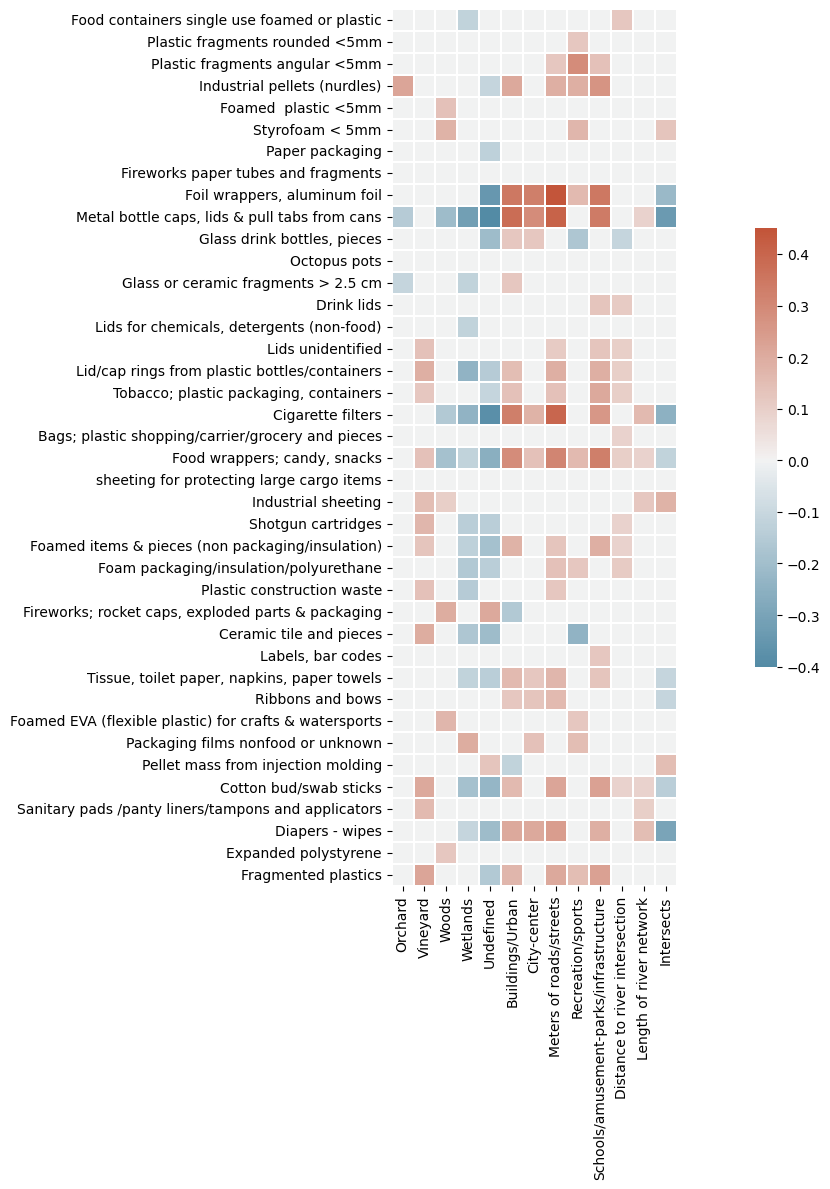 Food containers single use foamed or plastic
Plastic fragments rounded <5mm
Plastic fragments angular <5mm
Industrial pellets (nurdles)
Foamed  plastic <5mm
Styrofoam < 5mm
Paper packaging
Fireworks paper tubes and fragments
Foil wrappers, aluminum foil
Metal bottle caps, lids & pull tabs from cans
Glass drink bottles, pieces
Octopus pots
Glass or ceramic fragments > 2.5 cm
Drink lids
Lids for chemicals, detergents (non-food)
Lids unidentified
Lid/cap rings from plastic bottles/containers
Tobacco; plastic packaging, containers
Cigarette filters
Bags; plastic shopping/carrier/grocery and pieces
Food wrappers; candy, snacks
sheeting for protecting large cargo items
Industrial sheeting
Shotgun cartridges
Foamed items & pieces (non packaging/insulation)
Foam packaging/insulation/polyurethane
Plastic construction waste
Fireworks; rocket caps, exploded parts & packaging
Ceramic tile and pieces
Labels, bar codes
Tissue, toilet paper, napkins, paper towels
Ribbons and bows
Foamed EVA (flexible plastic) for crafts & watersports
Packaging films nonfood or unknown
Pellet mass from injection molding
Cotton bud/swab sticks
Sanitary pads /panty liners/tampons and applicators
Diapers - wipes
Expanded polystyrene
Fragmented plastics
Orchard
Vineyard
Woods
Wetlands
Undefined
Buildings/Urban
City-center
Meters of roads/streets
Recreation/sports
Schools/amusement-parks/infrastructure
Distance to river intersection
Length of river network
Intersects
0.4
0.3
0.2
0.1
0.0
−0.1
−0.2
−0.3
−0.4